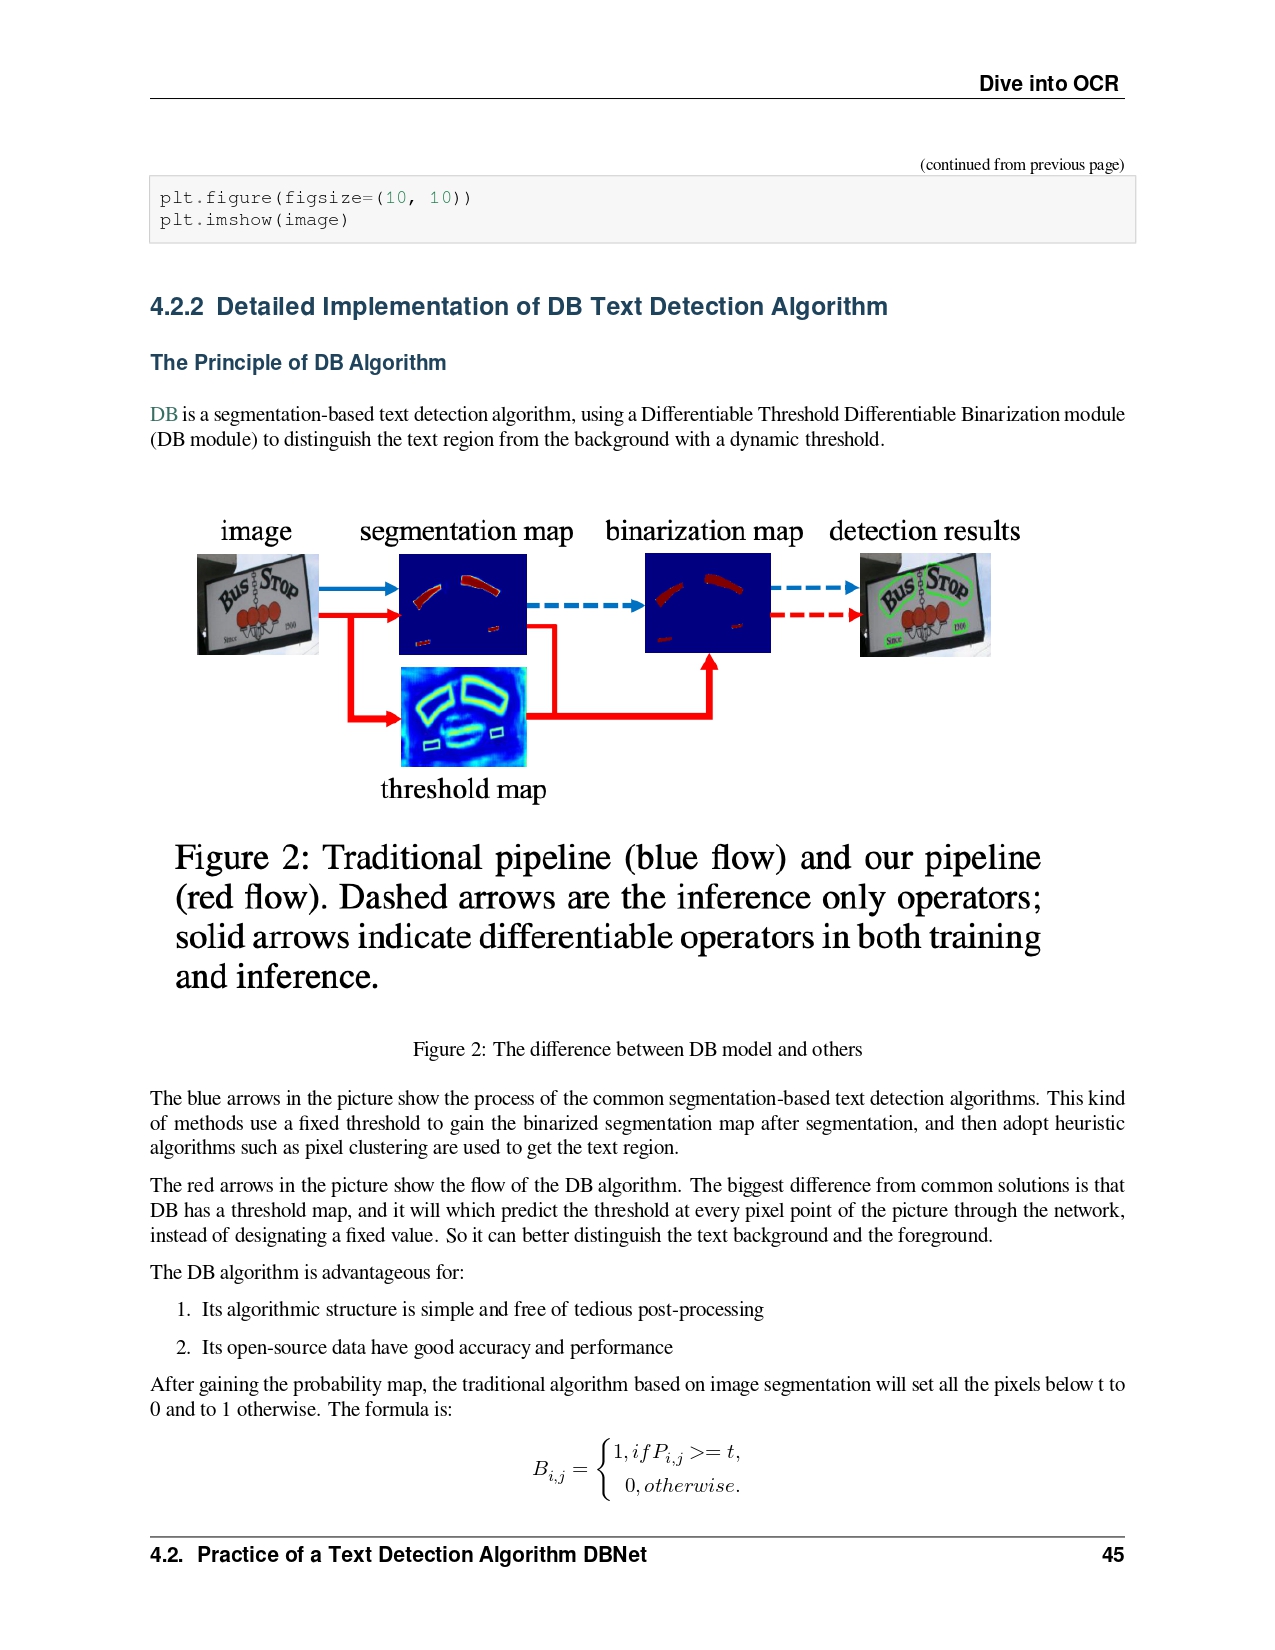 Dive into OCR
(continued from previous page)
plt.figure(figsize=(10, 10))
plt.imshow(image)
4.2.2 Detailed Implementation of DB Text Detection Algorithm
The Principle of DB Algorithm
DB is a segmentation-based text detection algorithm, using a Differentiable Threshold Differentiable Binarization module
(DB module) to distinguish the text region from the background with a dynamic threshold.
image segmentation map binarization map detection results
BUS STOP
Since 1900
BUS STOP
Since 1900
threshold map
Figure 2: Traditional pipeline (blue flow) and our pipeline
(red flow). Dashed arrows are the inference only operators;
solid arrows indicate differentiable operators in both training
and inference.
Figure 2: The difference between DB model and others
The blue arrows in the picture show the process of the common segmentation-based text detection algorithms. This kind
of methods use a fixed threshold to gain the binarized segmentation map after segmentation, and then adopt heuristic
algorithms such as pixel clustering are used to get the text region.
The red arrows in the picture show the flow of the DB algorithm. The biggest difference from common solutions is that
DB has a threshold map, and it will which predict the threshold at every pixel point of the picture through the network,
instead of designating a fixed value. So it can better distinguish the text background and the foreground.
The DB algorithm is advantageous for:
1. Its algorithmic structure is simple and free of tedious post-processing
2. Its open-source data have good accuracy and performance
After gaining the probability map, the traditional algorithm based on image segmentation will set all the pixels below t to
0 and to 1 otherwise. The formula is:
B_{i,j} = { 1, if P_{i,j} >= t,
0, otherwise.
4.2. Practice of a Text Detection Algorithm DBNet 45